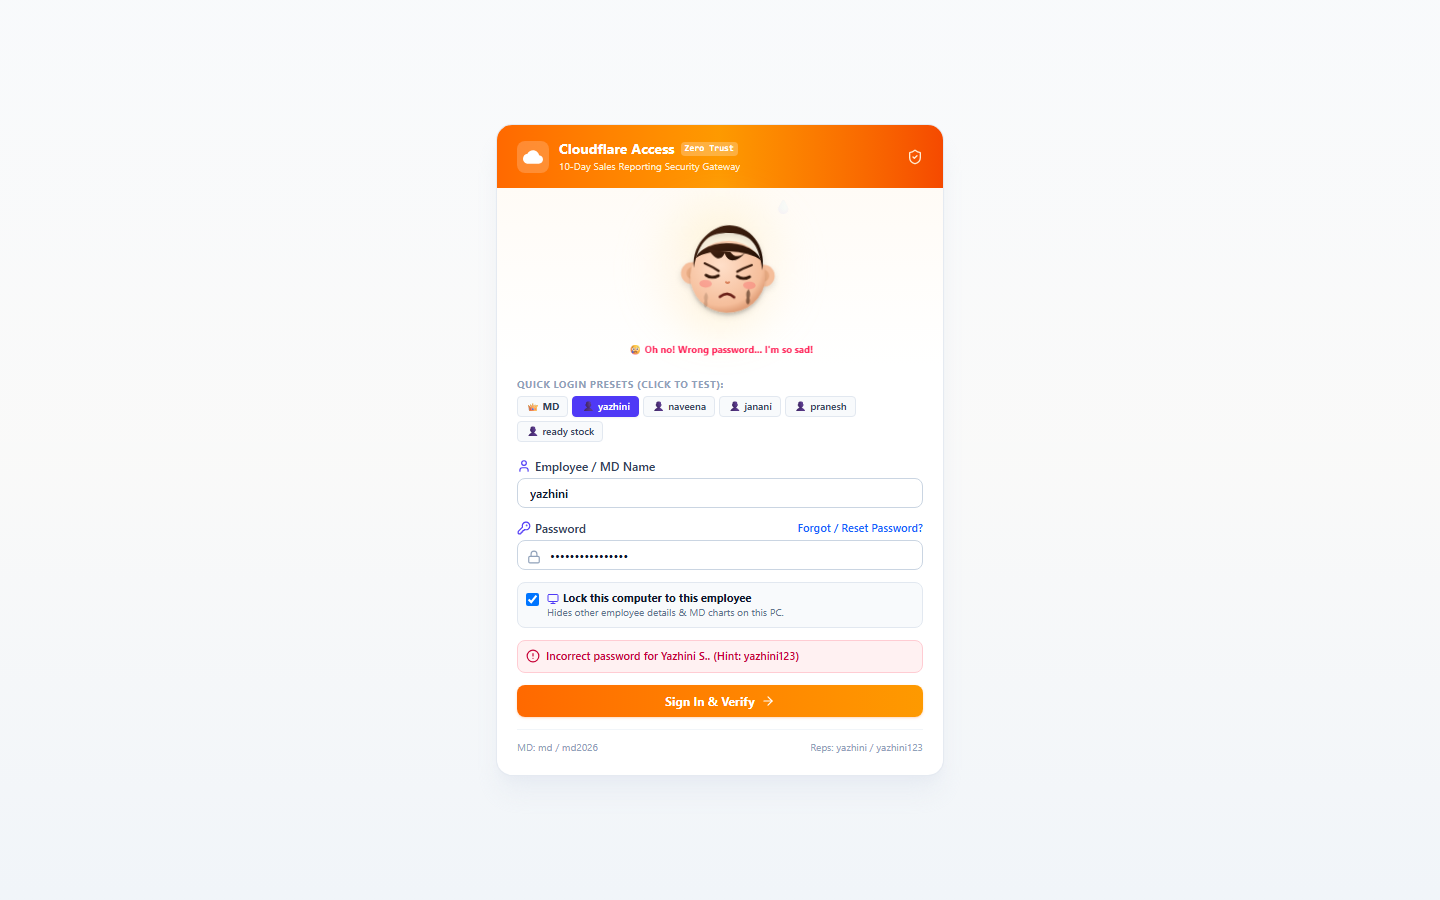 Cloudflare Access Zero Trust
10-Day Sales Reporting Security Gateway
Oh no! Wrong password... I'm so sad!
QUICK LOGIN PRESETS (CLICK TO TEST):
MD yazhini naveena janani pranesh
ready stock
Employee / MD Name
yazhini
Password Forgot / Reset Password?
••••••••••••••••
Lock this computer to this employee
Hides other employee details & MD charts on this PC.
Incorrect password for Yazhini S.. (Hint: yazhini123)
Sign In & Verify →
MD: md / md2026 Reps: yazhini / yazhini123